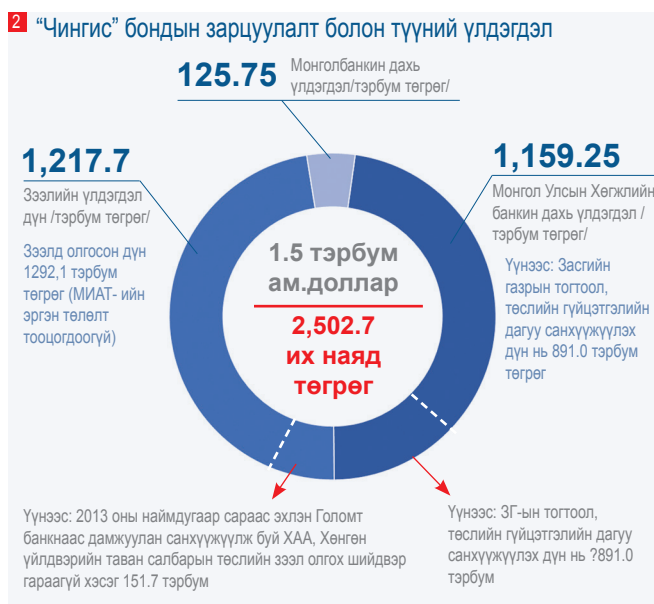 2 “Чингис” бондын зарцуулалт болон түүний үлдэгдэл
125.75
Монголбанкин дахь
үлдэгдэл/тэрбум төгрөг/
1,217.7
Зээлийн үлдэгдэл
дүн /тэрбум төгрөг/
Зээлд олгосон дүн
1292,1 тэрбум
төгрөг (МИАТ- ийн
эргэн төлөлт
тооцогдоогүй)
1,159.25
Монгол Улсын Хөгжлийн
банкин дахь үлдэгдэл /
тэрбум төгрөг/
Үүнээс: Засгийн
газрын тогтоол,
төслийн гүйцэтгэлийн
дагуу санхүүжүүлэх
дүн нь 891.0 тэрбум
төгрөг
1.5 тэрбум
ам.доллар
2,502.7
их наяд
төгрөг
Үүнээс: 2013 оны наймдугаар сараас эхлэн Голомт
банкнаас дамжуулан санхүүжүүлж буй ХАА, Хөнгөн
үйлдвэрийн таван салбарын төслийн зээл олгох шийдвэр
гараагүй хэсэг 151.7 тэрбум
Үүнээс: ЗГ-ын тогтоол,
төслийн гүйцэтгэлийн дагуу
санхүүжүүлэх дүн нь ?891.0
тэрбум